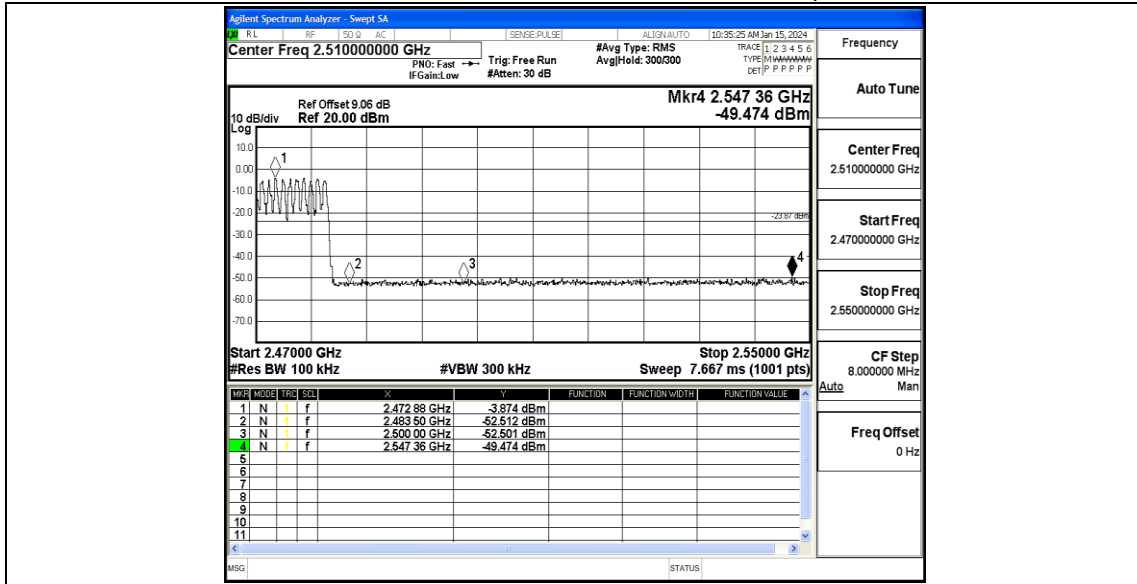 Agilent Spectrum Analyzer - Swept SA
RL RF 50 Ω AC SENSE:PULSE ALIGN AUTO 10:35:25 AM Jan 15, 2024
Center Freq 2.510000000 GHz
PNO: Fast
IFGain:Low
Trig: Free Run
#Atten: 30 dB
#Avg Type: RMS
Avg|Hold: 300/300
TRACE 1 2 3 4 5 6
TYPE M
DET P P P P P P
Ref Offset 9.06 dB
10 dB/div Ref 20.00 dBm
Log
Mkr4 2.547 36 GHz
-49.474 dBm
10.0
0.00
-10.0
-20.0
-30.0
-40.0
-50.0
-60.0
-70.0
1
2
3
4
-23.87 dBm
Start 2.47000 GHz Stop 2.55000 GHz
#Res BW 100 kHz #VBW 300 kHz Sweep 7.667 ms (1001 pts)
MKR MODE TRC SCL X Y FUNCTION FUNCTION WIDTH FUNCTION VALUE
1 N 1 f 2.472 88 GHz -3.874 dBm
2 N 1 f 2.483 50 GHz -52.512 dBm
3 N 1 f 2.500 00 GHz -52.501 dBm
4 N 1 f 2.547 36 GHz -49.474 dBm
5
6
7
8
9
10
11
MSG STATUS
Frequency
Auto Tune
Center Freq
2.510000000 GHz
Start Freq
2.470000000 GHz
Stop Freq
2.550000000 GHz
CF Step
8.000000 MHz
Auto Man
Freq Offset
0 Hz